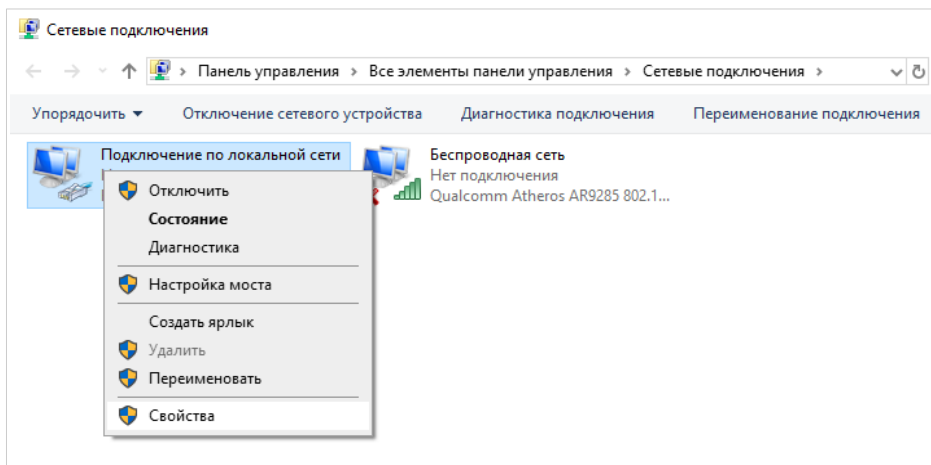 Сетевые подключения
Панель управления › Все элементы панели управления › Сетевые подключения ›
Упорядочить Отключение сетевого устройства Диагностика подключения Переименование подключения
Подключение по локальной сети
Беспроводная сеть
Нет подключения
Qualcomm Atheros AR9285 802.1...
Отключить
Состояние
Диагностика
Настройка моста
Создать ярлык
Удалить
Переименовать
Свойства